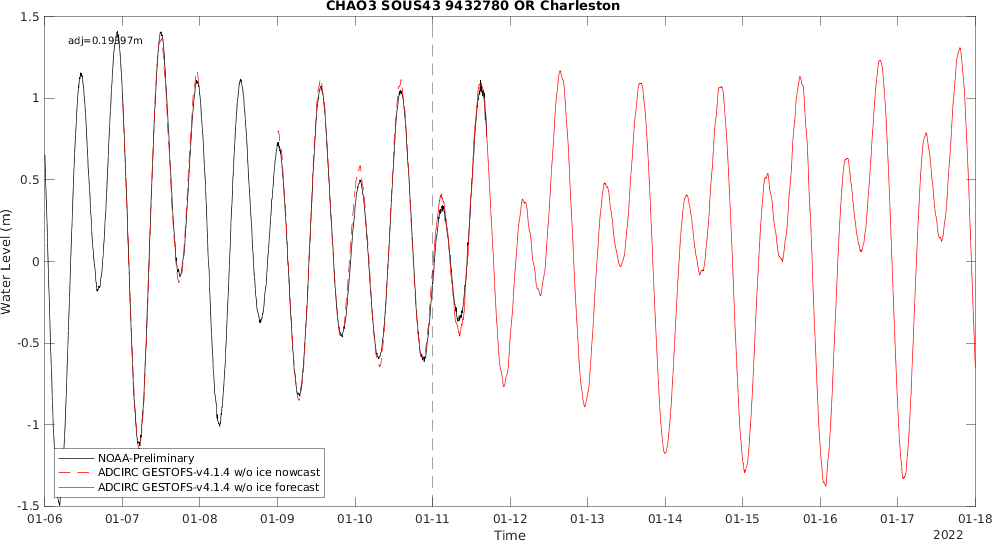 CHAO3 SOUS43 9432780 OR Charleston
adj=0.19397m
1.5
1
0.5
0
-0.5
-1
-1.5
Water Level (m)
NOAA-Preliminary
ADCIRC GESTOFS-v4.1.4 w/o ice nowcast
ADCIRC GESTOFS-v4.1.4 w/o ice forecast
01-06 01-07 01-08 01-09 01-10 01-11 01-12 01-13 01-14 01-15 01-16 01-17 01-18
Time
2022